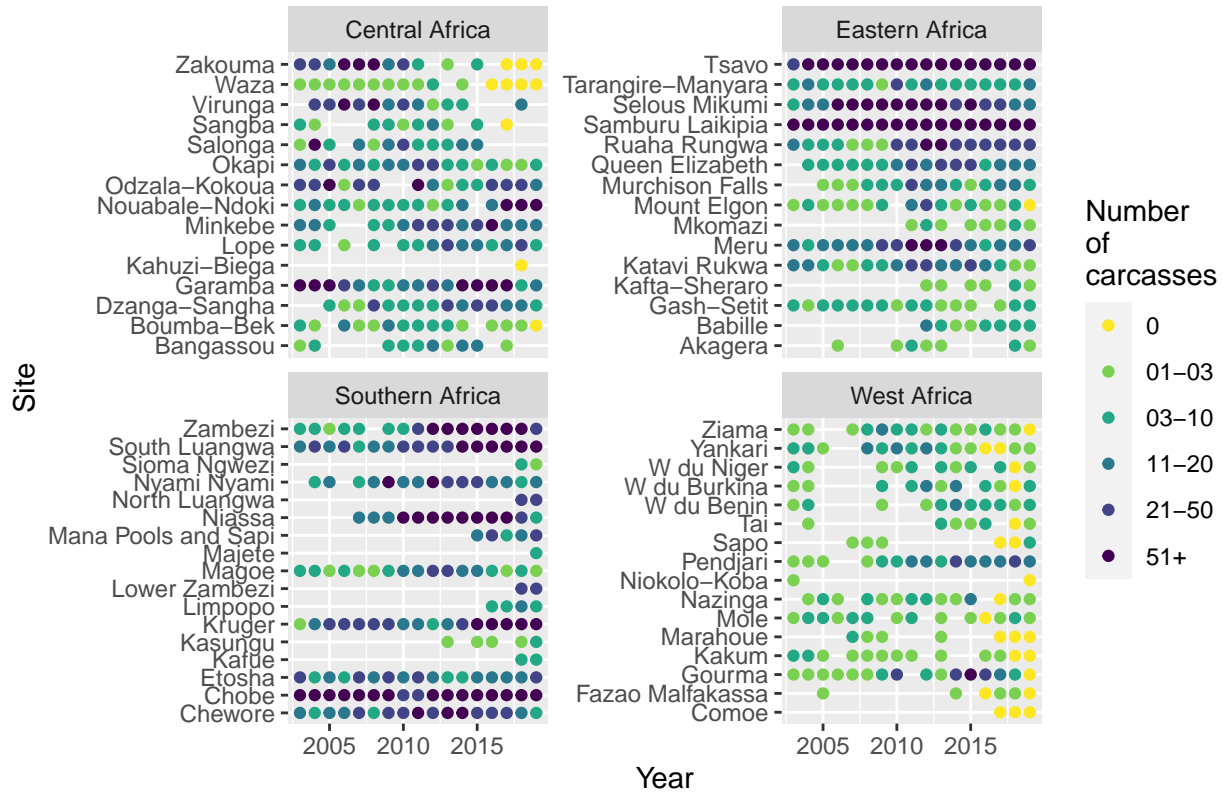 Central Africa
Zakouma
Waza
Virunga
Sangba
Salonga
Okapi
Odzala−Kokoua
Nouabale−Ndoki
Minkebe
Lope
Kahuzi−Biega
Garamba
Dzanga−Sangha
Boumba−Bek
Bangassou
Eastern Africa
Tsavo
Tarangire−Manyara
Selous Mikumi
Samburu Laikipia
Ruaha Rungwa
Queen Elizabeth
Murchison Falls
Mount Elgon
Mkomazi
Meru
Katavi Rukwa
Kafta−Sheraro
Gash−Setit
Babille
Akagera
Southern Africa
Zambezi
South Luangwa
Sioma Ngwezi
Nyami Nyami
North Luangwa
Niassa
Mana Pools and Sapi
Majete
Magoe
Lower Zambezi
Limpopo
Kruger
Kasungu
Kafue
Etosha
Chobe
Chewore
2005 2010 2015
West Africa
Ziama
Yankari
W du Niger
W du Burkina
W du Benin
Tai
Sapo
Pendjari
Niokolo−Koba
Nazinga
Mole
Marahoue
Kakum
Gourma
Fazao Malfakassa
Comoe
2005 2010 2015
Year
Site
Number
of
carcasses
0
01−03
03−10
11−20
21−50
51+